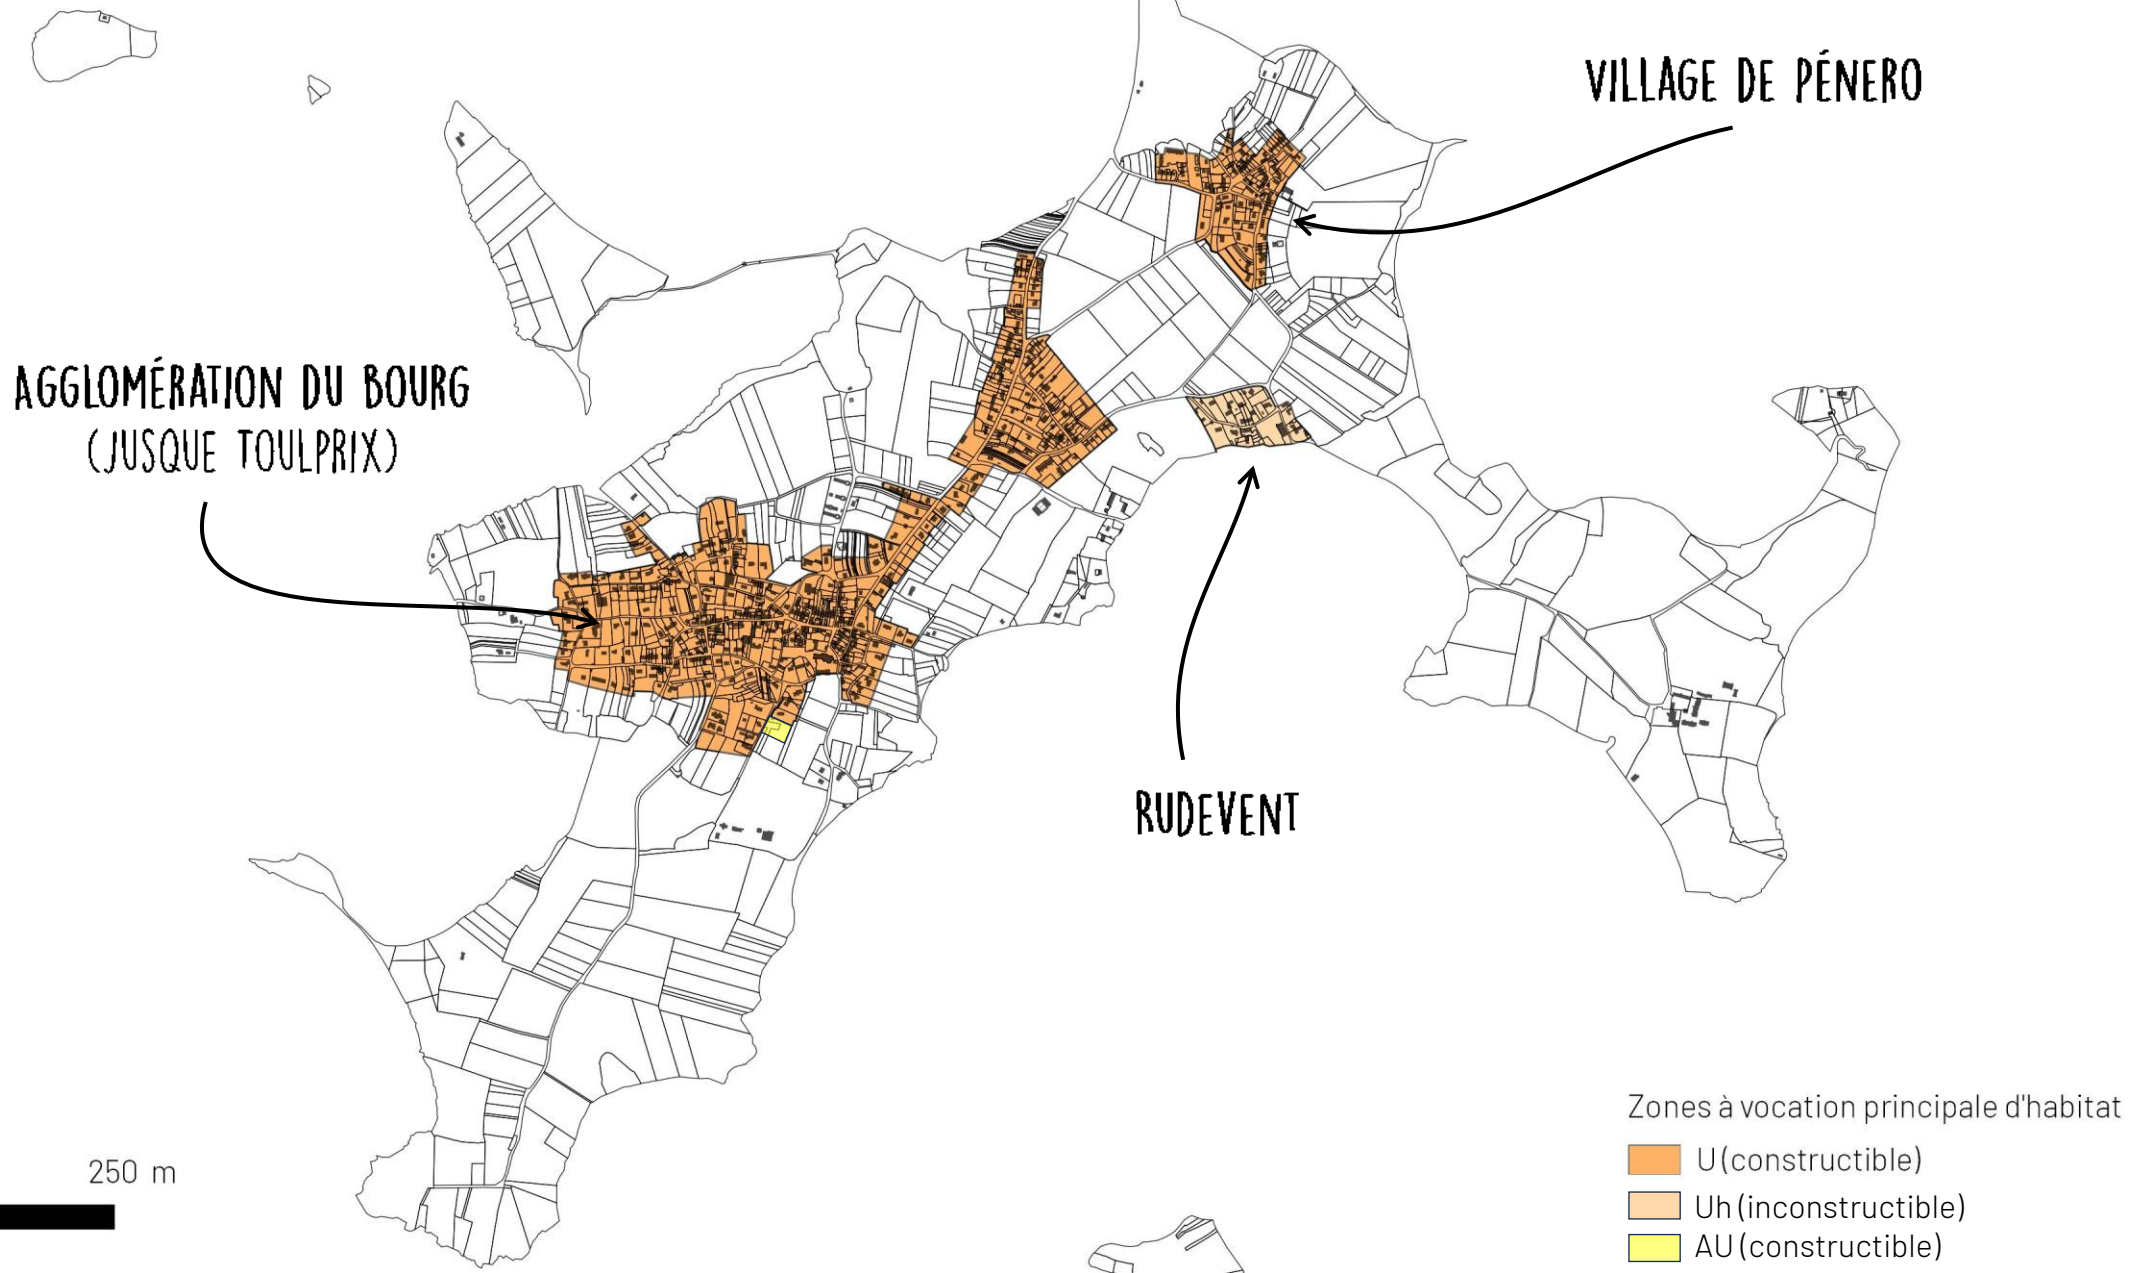 VILLAGE DE PÉNERO
AGGLOMÉRATION DU BOURG
(JUSQUE TOULPRIX)
RUDEVENT
250 m
Zones à vocation principale d'habitat
U (constructible)
Uh (inconstructible)
AU (constructible)